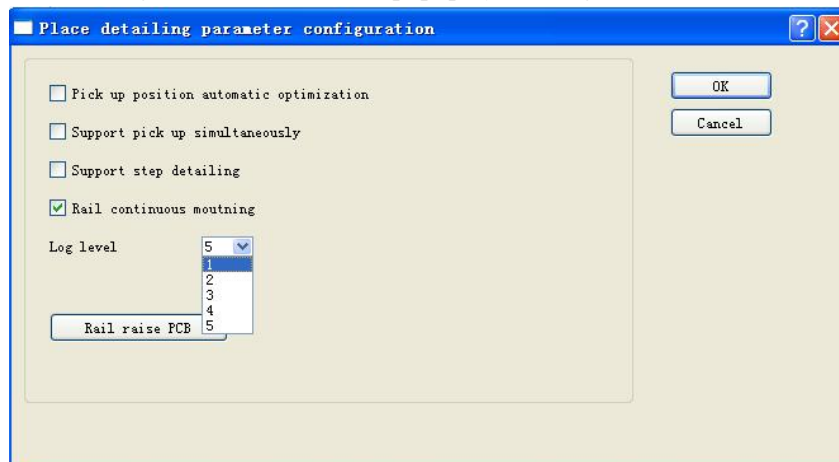 Place detailing parameter configuration
Pick up position automatic optimization
OK
Support pick up simultaneously
Cancel
Support step detailing
Rail continuous moutning
Log level 5
1
2
3
4
5
Rail raise PCB